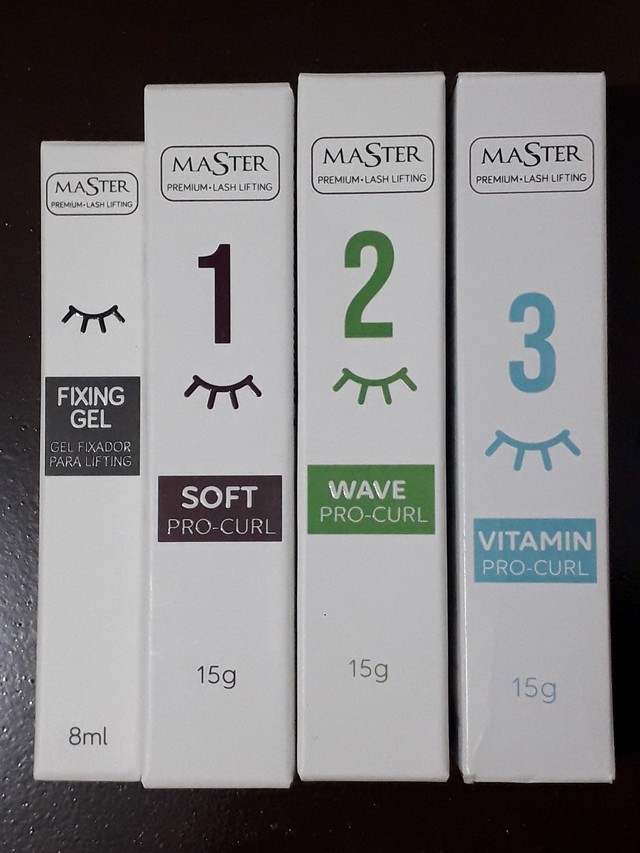 MASTER
PREMIUM•LASH LIFTING
FIXING
GEL
GEL FIXADOR
PARA LIFTING
8ml
MASTER
PREMIUM•LASH LIFTING
1
SOFT
PRO-CURL
15g
MASTER
PREMIUM•LASH LIFTING
2
WAVE
PRO-CURL
15g
MASTER
PREMIUM•LASH LIFTING
3
VITAMIN
PRO-CURL
15g